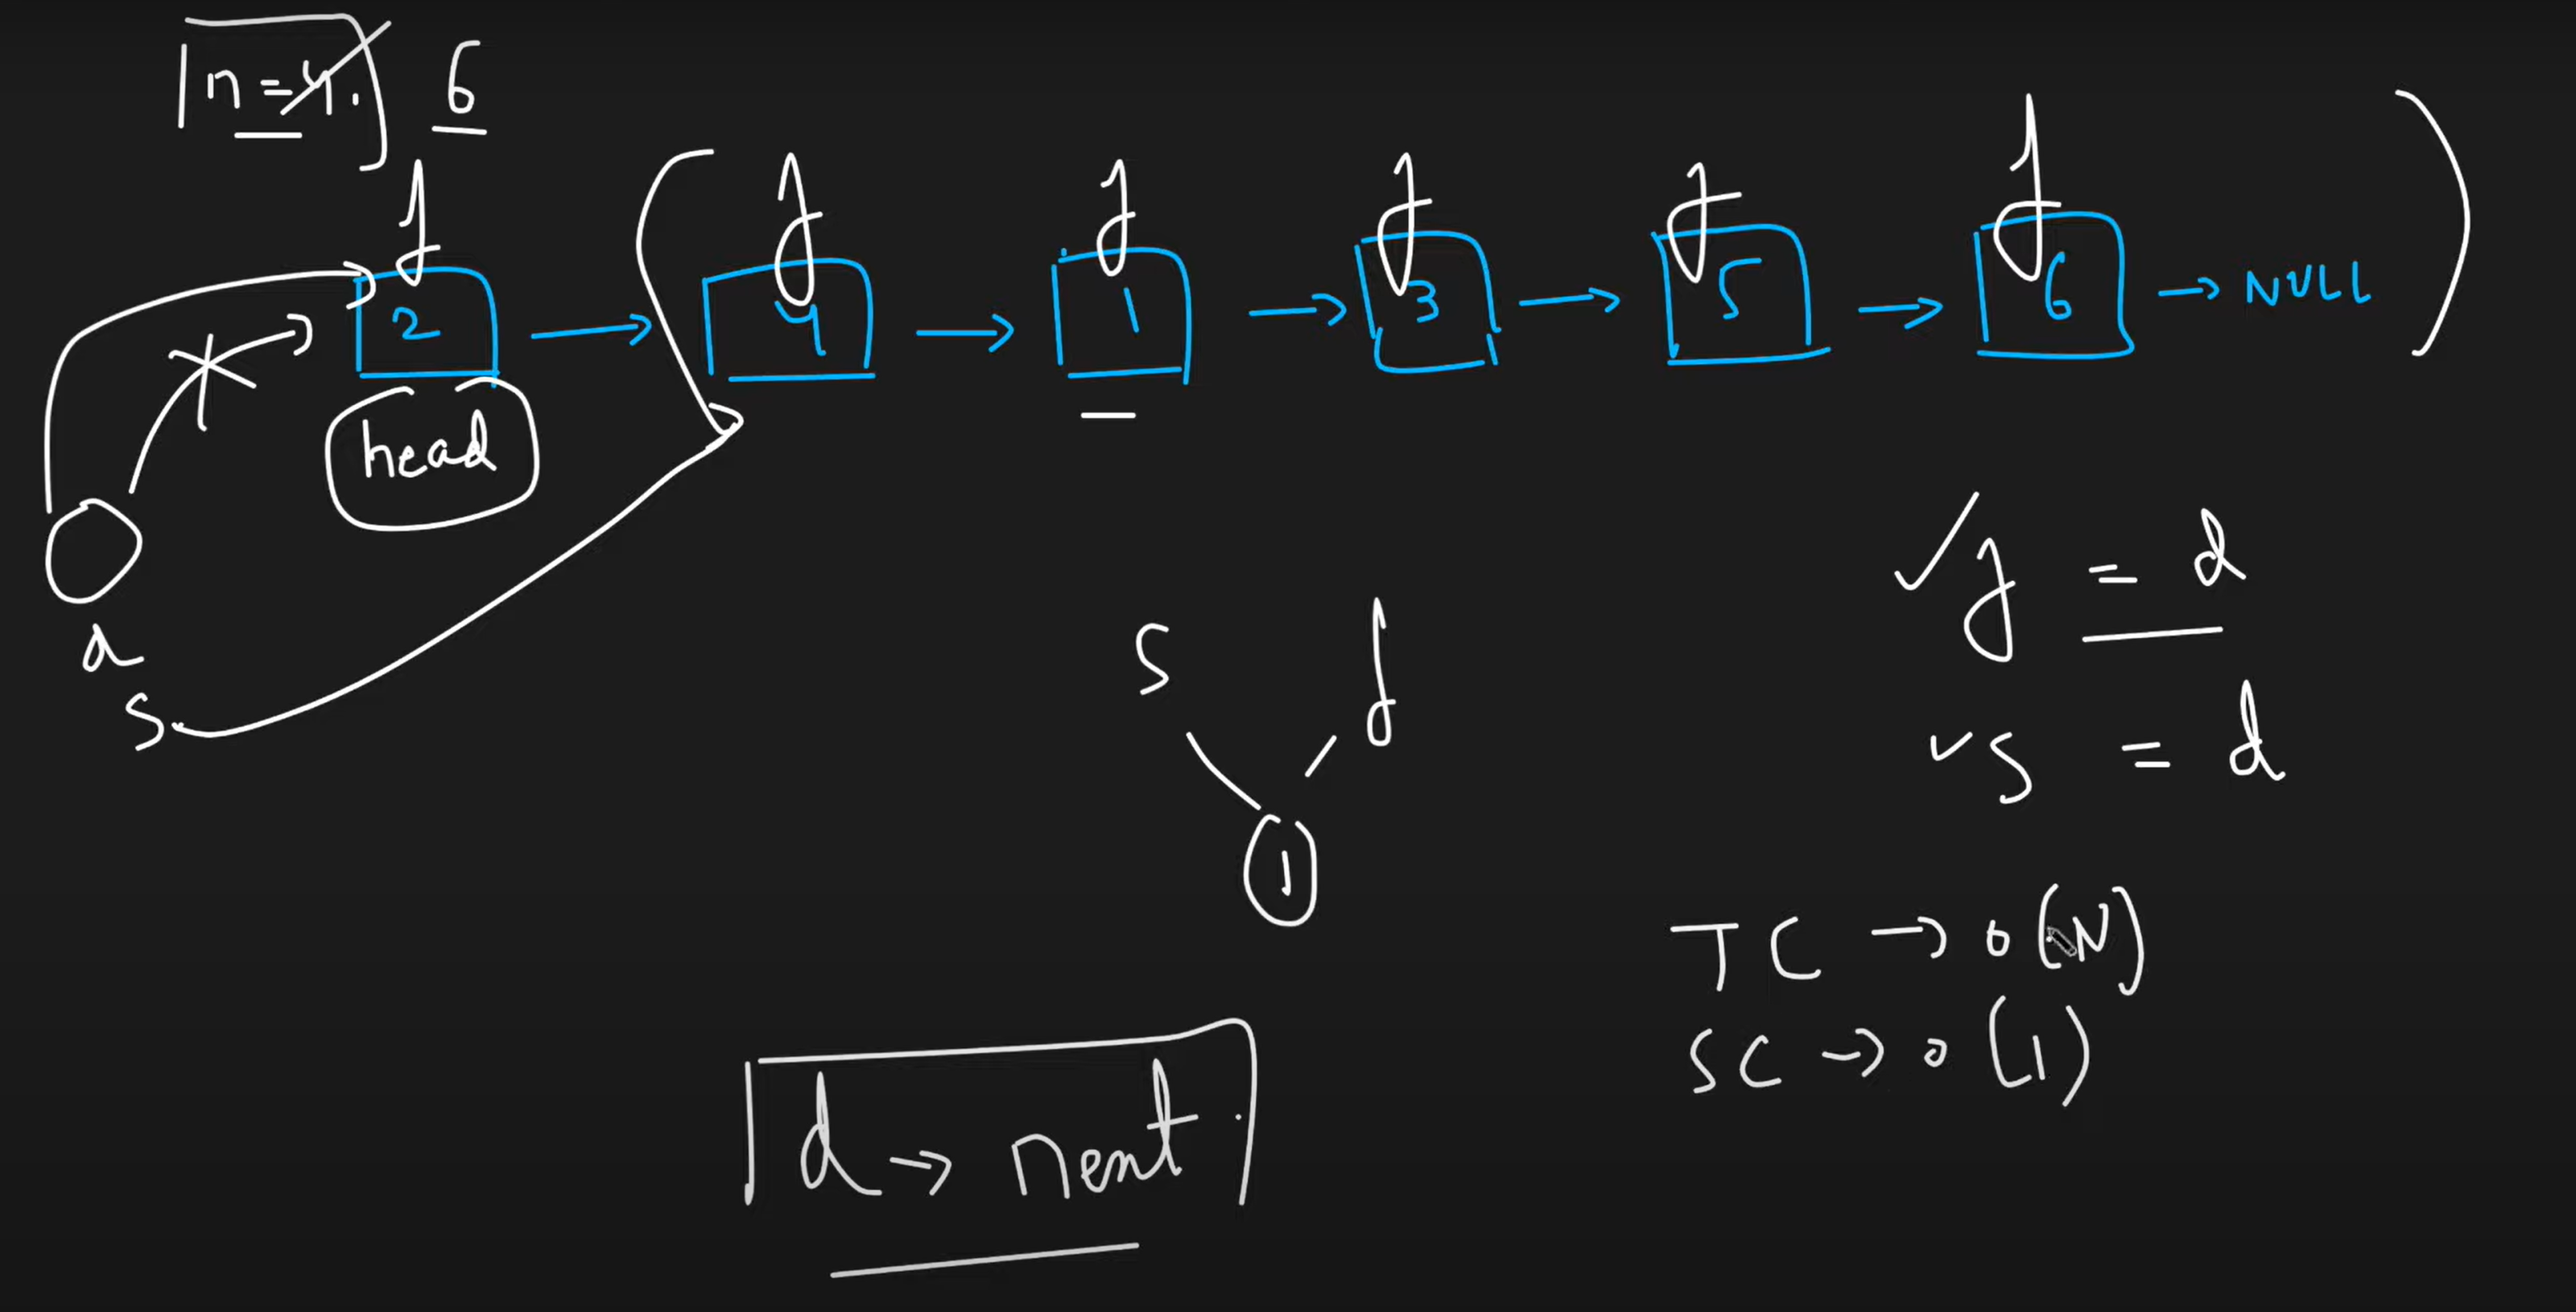 n = 4. 6
f f f f f f
2 → 4 → 1 → 3 → 5 → 6 → NULL
head
d
s
f = d
s = d
s f
1
TC → O(N)
SC → O(1)
d → next